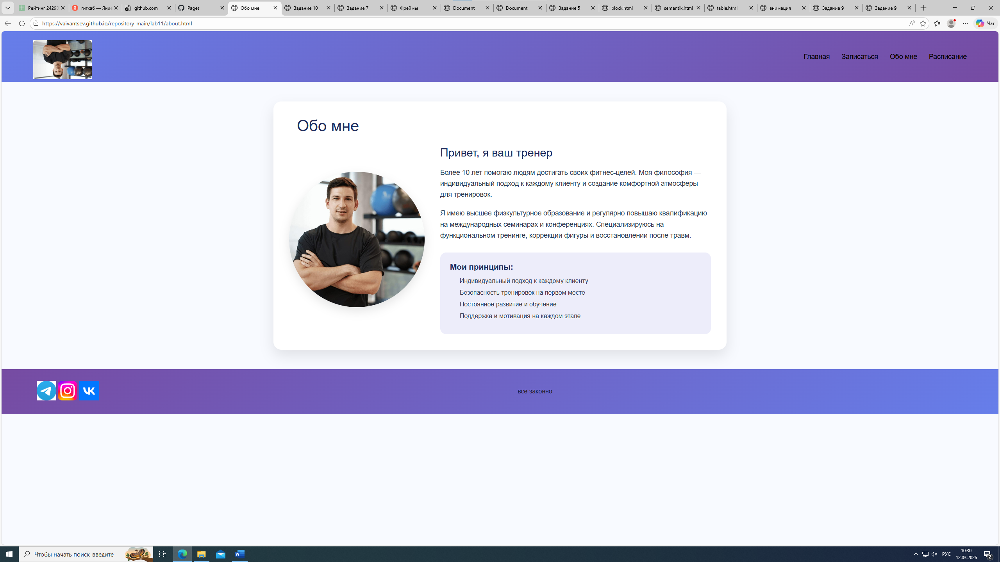 Рейтинг 24290
гитхаб — Янде
github.com
Pages
Обо мне
Задание 10
Задание 7
Фреймы
Document
Document
Задание 5
block.html
semantik.html
table.html
анимация
Задание 9
Задание 9
https://vaivantsev.github.io/repository-main/lab11/about.html
Чат
Главная
Записаться
Обо мне
Расписание
Обо мне
Привет, я ваш тренер
Более 10 лет помогаю людям достигать своих фитнес-целей. Моя философия —
индивидуальный подход к каждому клиенту и создание комфортной атмосферы
для тренировок.
Я имею высшее физкультурное образование и регулярно повышаю квалификацию
на международных семинарах и конференциях. Специализируюсь на
функциональном тренинге, коррекции фигуры и восстановлении после травм.
Мои принципы:
Индивидуальный подход к каждому клиенту
Безопасность тренировок на первом месте
Постоянное развитие и обучение
Поддержка и мотивация на каждом этапе
все законно
Чтобы начать поиск, введите
РУС
10:30
12.03.2026
2